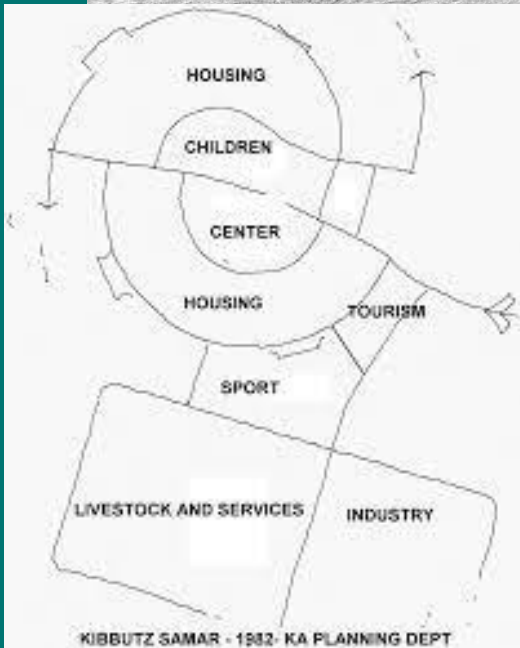 HOUSING
CHILDREN
CENTER
HOUSING
TOURISM
SPORT
LIVESTOCK AND SERVICES
INDUSTRY
KIBBUTZ SAMAR - 1982- KA PLANNING DEPT